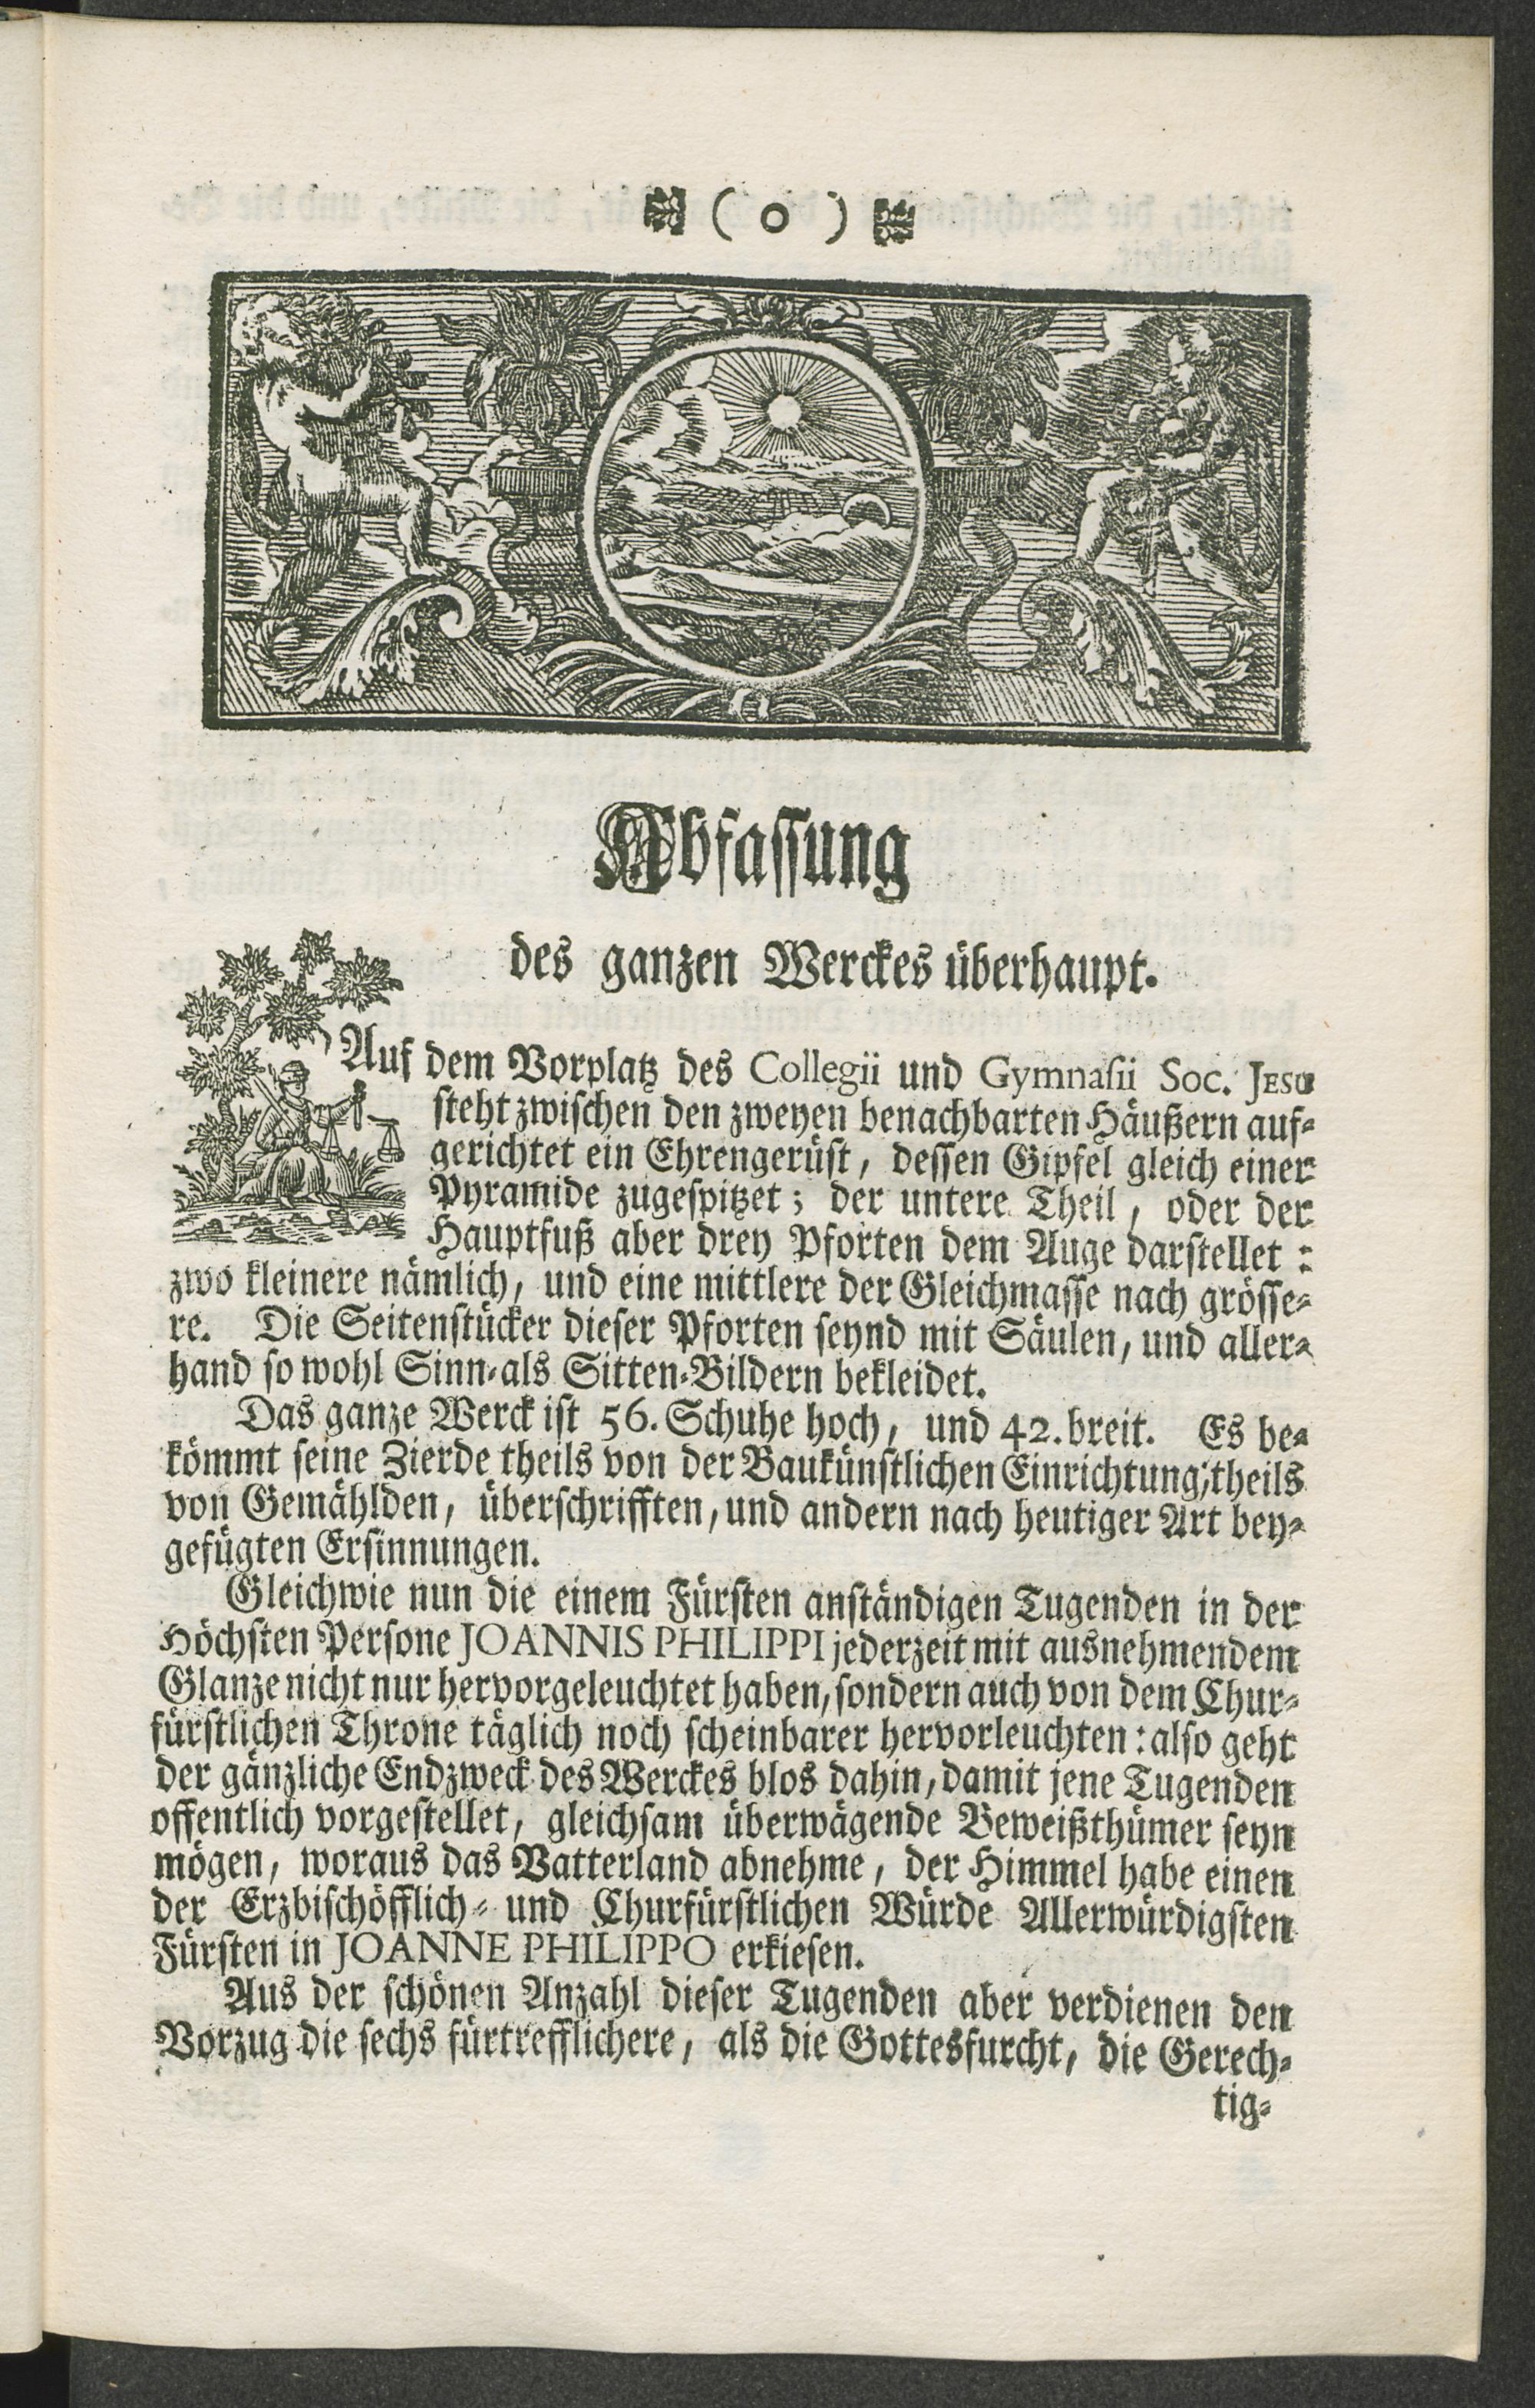 ( o )
Abfassung
des ganzen Werckes überhaupt.
Auf dem Vorplatz des Collegii und Gymnasii Soc. JESU
steht zwischen den zweyen benachbarten Häußern auf-
gerichtet ein Ehrengerüst, dessen Gipfel gleich einer
Pyramide zugespitzet; der untere Theil, oder der
Hauptfuß aber drey Pforten dem Auge darstellet:
zwo kleinere nämlich, und eine mittlere der Gleichmasse nach grösse-
re. Die Seitenstücker dieser Pforten seynd mit Säulen, und aller-
hand so wohl Sinn-als Sitten-Bildern bekleidet.
Das ganze Werck ist 56. Schuhe hoch, und 42. breit. Es be-
kömmt seine Zierde theils von der Baukünstlichen Einrichtung, theils
von Gemählden, überschrifften, und andern nach heutiger Art bey-
gefügten Ersinnungen.
Gleichwie nun die einem Fürsten anständigen Tugenden in der
Höchsten Persone JOANNIS PHILIPPI jederzeit mit ausnehmendem
Glanze nicht nur hervorgeleuchtet haben, sondern auch von dem Chur-
fürstlichen Throne täglich noch scheinbarer hervorleuchten: also geht
der gänzliche Endzweck des Werckes blos dahin, damit jene Tugenden
offentlich vorgestellet, gleichsam überwägende Beweißthümer seyn
mögen, woraus das Vatterland abnehme, der Himmel habe einen
der Erzbischöfflich- und Churfürstlichen Würde Allerwürdigsten
Fürsten in JOANNE PHILIPPO erkiesen.
Aus der schönen Anzahl dieser Tugenden aber verdienen den
Vorzug die sechs fürtrefflichere, als die Gottesfurcht, die Gerech-
tig-